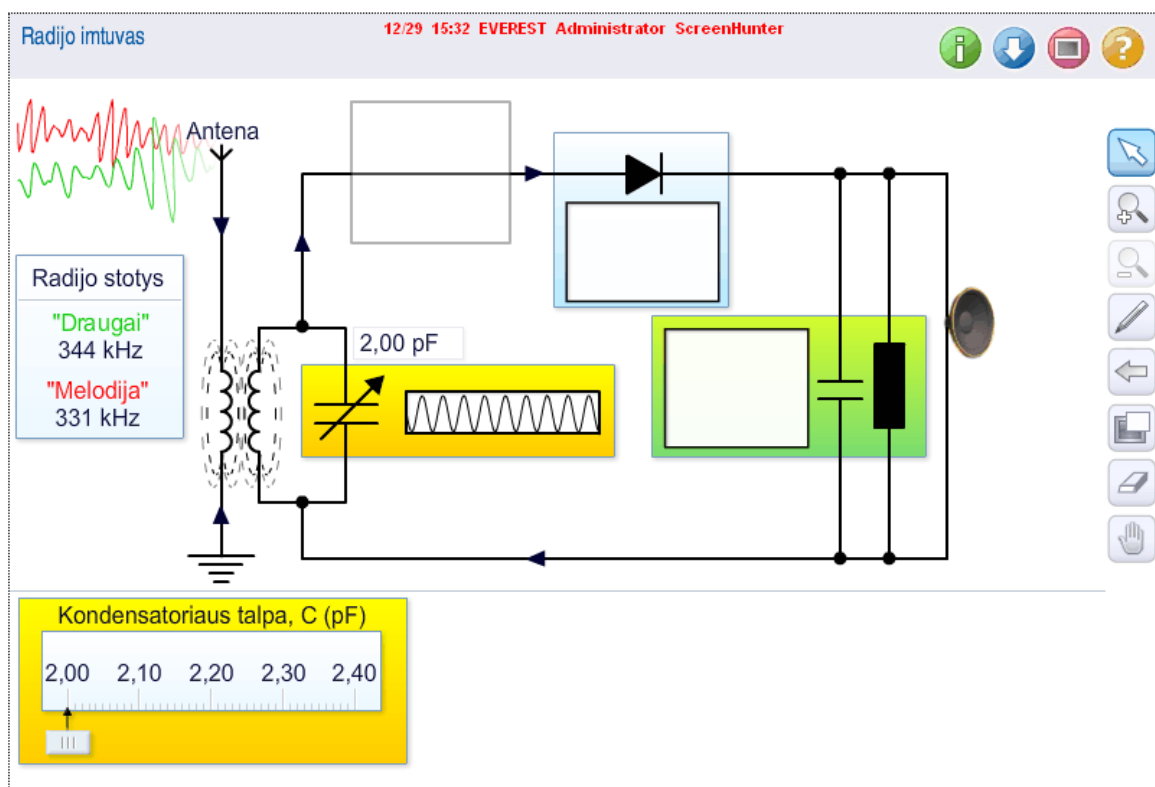 Radijo imtuvas
12/29 15:32 EVEREST Administrator ScreenHunter
i
?
Antena
Radijo stotys
"Draugai"
344 kHz
"Melodija"
331 kHz
2,00 pF
Kondensatoriaus talpa, C (pF)
2,00 2,10 2,20 2,30 2,40